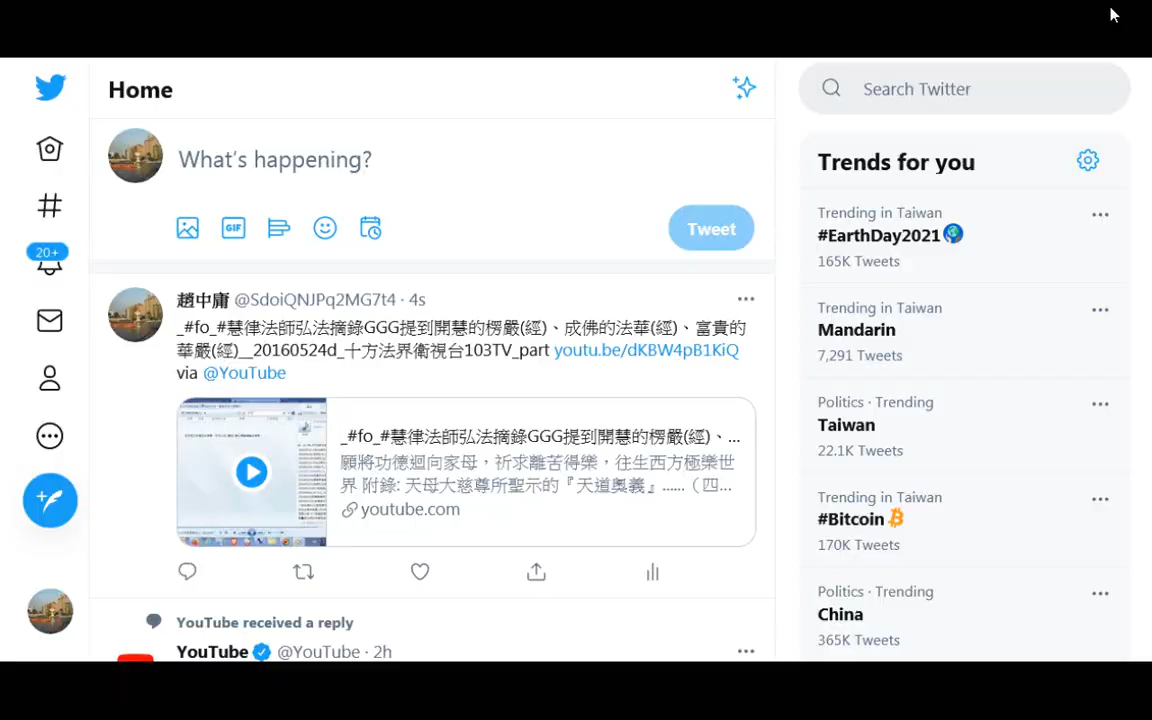 Home
What's happening?
GIF
Tweet
20+
趙中庸 @SdoiQNJPq2MG7t4 · 4s
_#fo_#慧律法師弘法摘錄GGG提到開慧的楞嚴(經)、成佛的法華(經)、富貴的
華嚴(經)__20160524d_十方法界衛視台103TV_part youtu.be/dKBW4pB1KiQ
via @YouTube
_#fo_#慧律法師弘法摘錄GGG提到開慧的楞嚴(經)、...
願將功德迴向家母，祈求離苦得樂，往生西方極樂世
界 附錄: 天母大慈尊所聖示的『天道奧義』……（四...
youtube.com
YouTube received a reply
YouTube @YouTube · 2h
Search Twitter
Trends for you
Trending in Taiwan
#EarthDay2021
165K Tweets
Trending in Taiwan
Mandarin
7,291 Tweets
Politics · Trending
Taiwan
22.1K Tweets
Trending in Taiwan
#Bitcoin
170K Tweets
Politics · Trending
China
365K Tweets